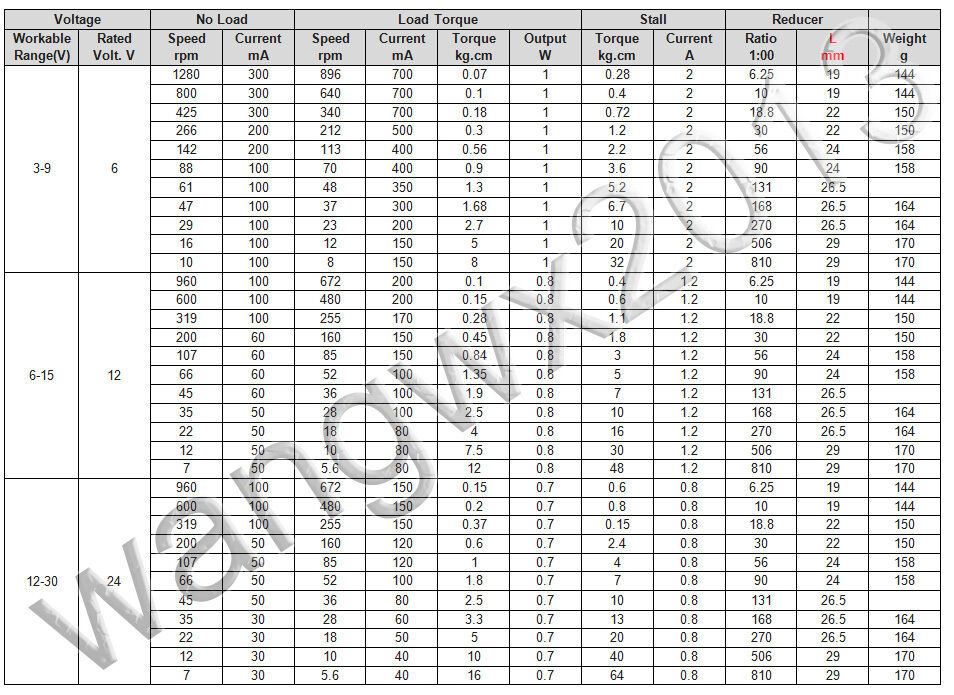 Voltage No Load Load Torque Stall Reducer
Workable Rated Speed Current Speed Current Torque Output Torque Current Ratio L Weight
Range(V) Volt. V rpm mA rpm mA kg.cm W kg.cm A 1:00 mm g
1280 300 896 700 0.07 1 0.28 2 6.25 19 144
800 300 640 700 0.1 1 0.4 2 10 19 144
425 300 340 700 0.18 1 0.72 2 18.8 22 150
266 200 212 500 0.3 1 1.2 2 30 22 150
142 200 113 400 0.56 1 2.2 2 56 24 158
3-9 6 88 100 70 400 0.9 1 3.6 2 90 24 158
61 100 48 350 1.3 1 5.2 2 131 26.5
47 100 37 300 1.68 1 6.7 2 168 26.5 164
29 100 23 200 2.7 1 10 2 270 26.5 164
16 100 12 150 5 1 20 2 506 29 170
10 100 8 150 8 1 32 2 810 29 170
960 100 672 200 0.1 0.8 0.4 1.2 6.25 19 144
600 100 480 200 0.15 0.8 0.6 1.2 10 19 144
319 100 255 170 0.28 0.8 1.1 1.2 18.8 22 150
200 60 160 150 0.45 0.8 1.8 1.2 30 22 150
107 60 85 150 0.84 0.8 3 1.2 56 24 158
6-15 12 66 60 52 100 1.35 0.8 5 1.2 90 24 158
45 60 36 100 1.9 0.8 7 1.2 131 26.5
35 50 28 100 2.5 0.8 10 1.2 168 26.5 164
22 50 18 80 4 0.8 16 1.2 270 26.5 164
12 50 10 80 7.5 0.8 30 1.2 506 29 170
7 50 5.6 80 12 0.8 48 1.2 810 29 170
960 100 672 150 0.15 0.7 0.6 0.8 6.25 19 144
600 100 480 150 0.2 0.7 0.8 0.8 10 19 144
319 100 255 150 0.37 0.7 0.15 0.8 18.8 22 150
200 50 160 120 0.6 0.7 2.4 0.8 30 22 150
107 50 85 120 1 0.7 4 0.8 56 24 158
12-30 24 66 50 52 100 1.8 0.7 7 0.8 90 24 158
45 50 36 80 2.5 0.7 10 0.8 131 26.5
35 30 28 60 3.3 0.7 13 0.8 168 26.5 164
22 30 18 50 5 0.7 20 0.8 270 26.5 164
12 30 10 40 10 0.7 40 0.8 506 29 170
7 30 5.6 40 16 0.7 64 0.8 810 29 170
wangwx2013